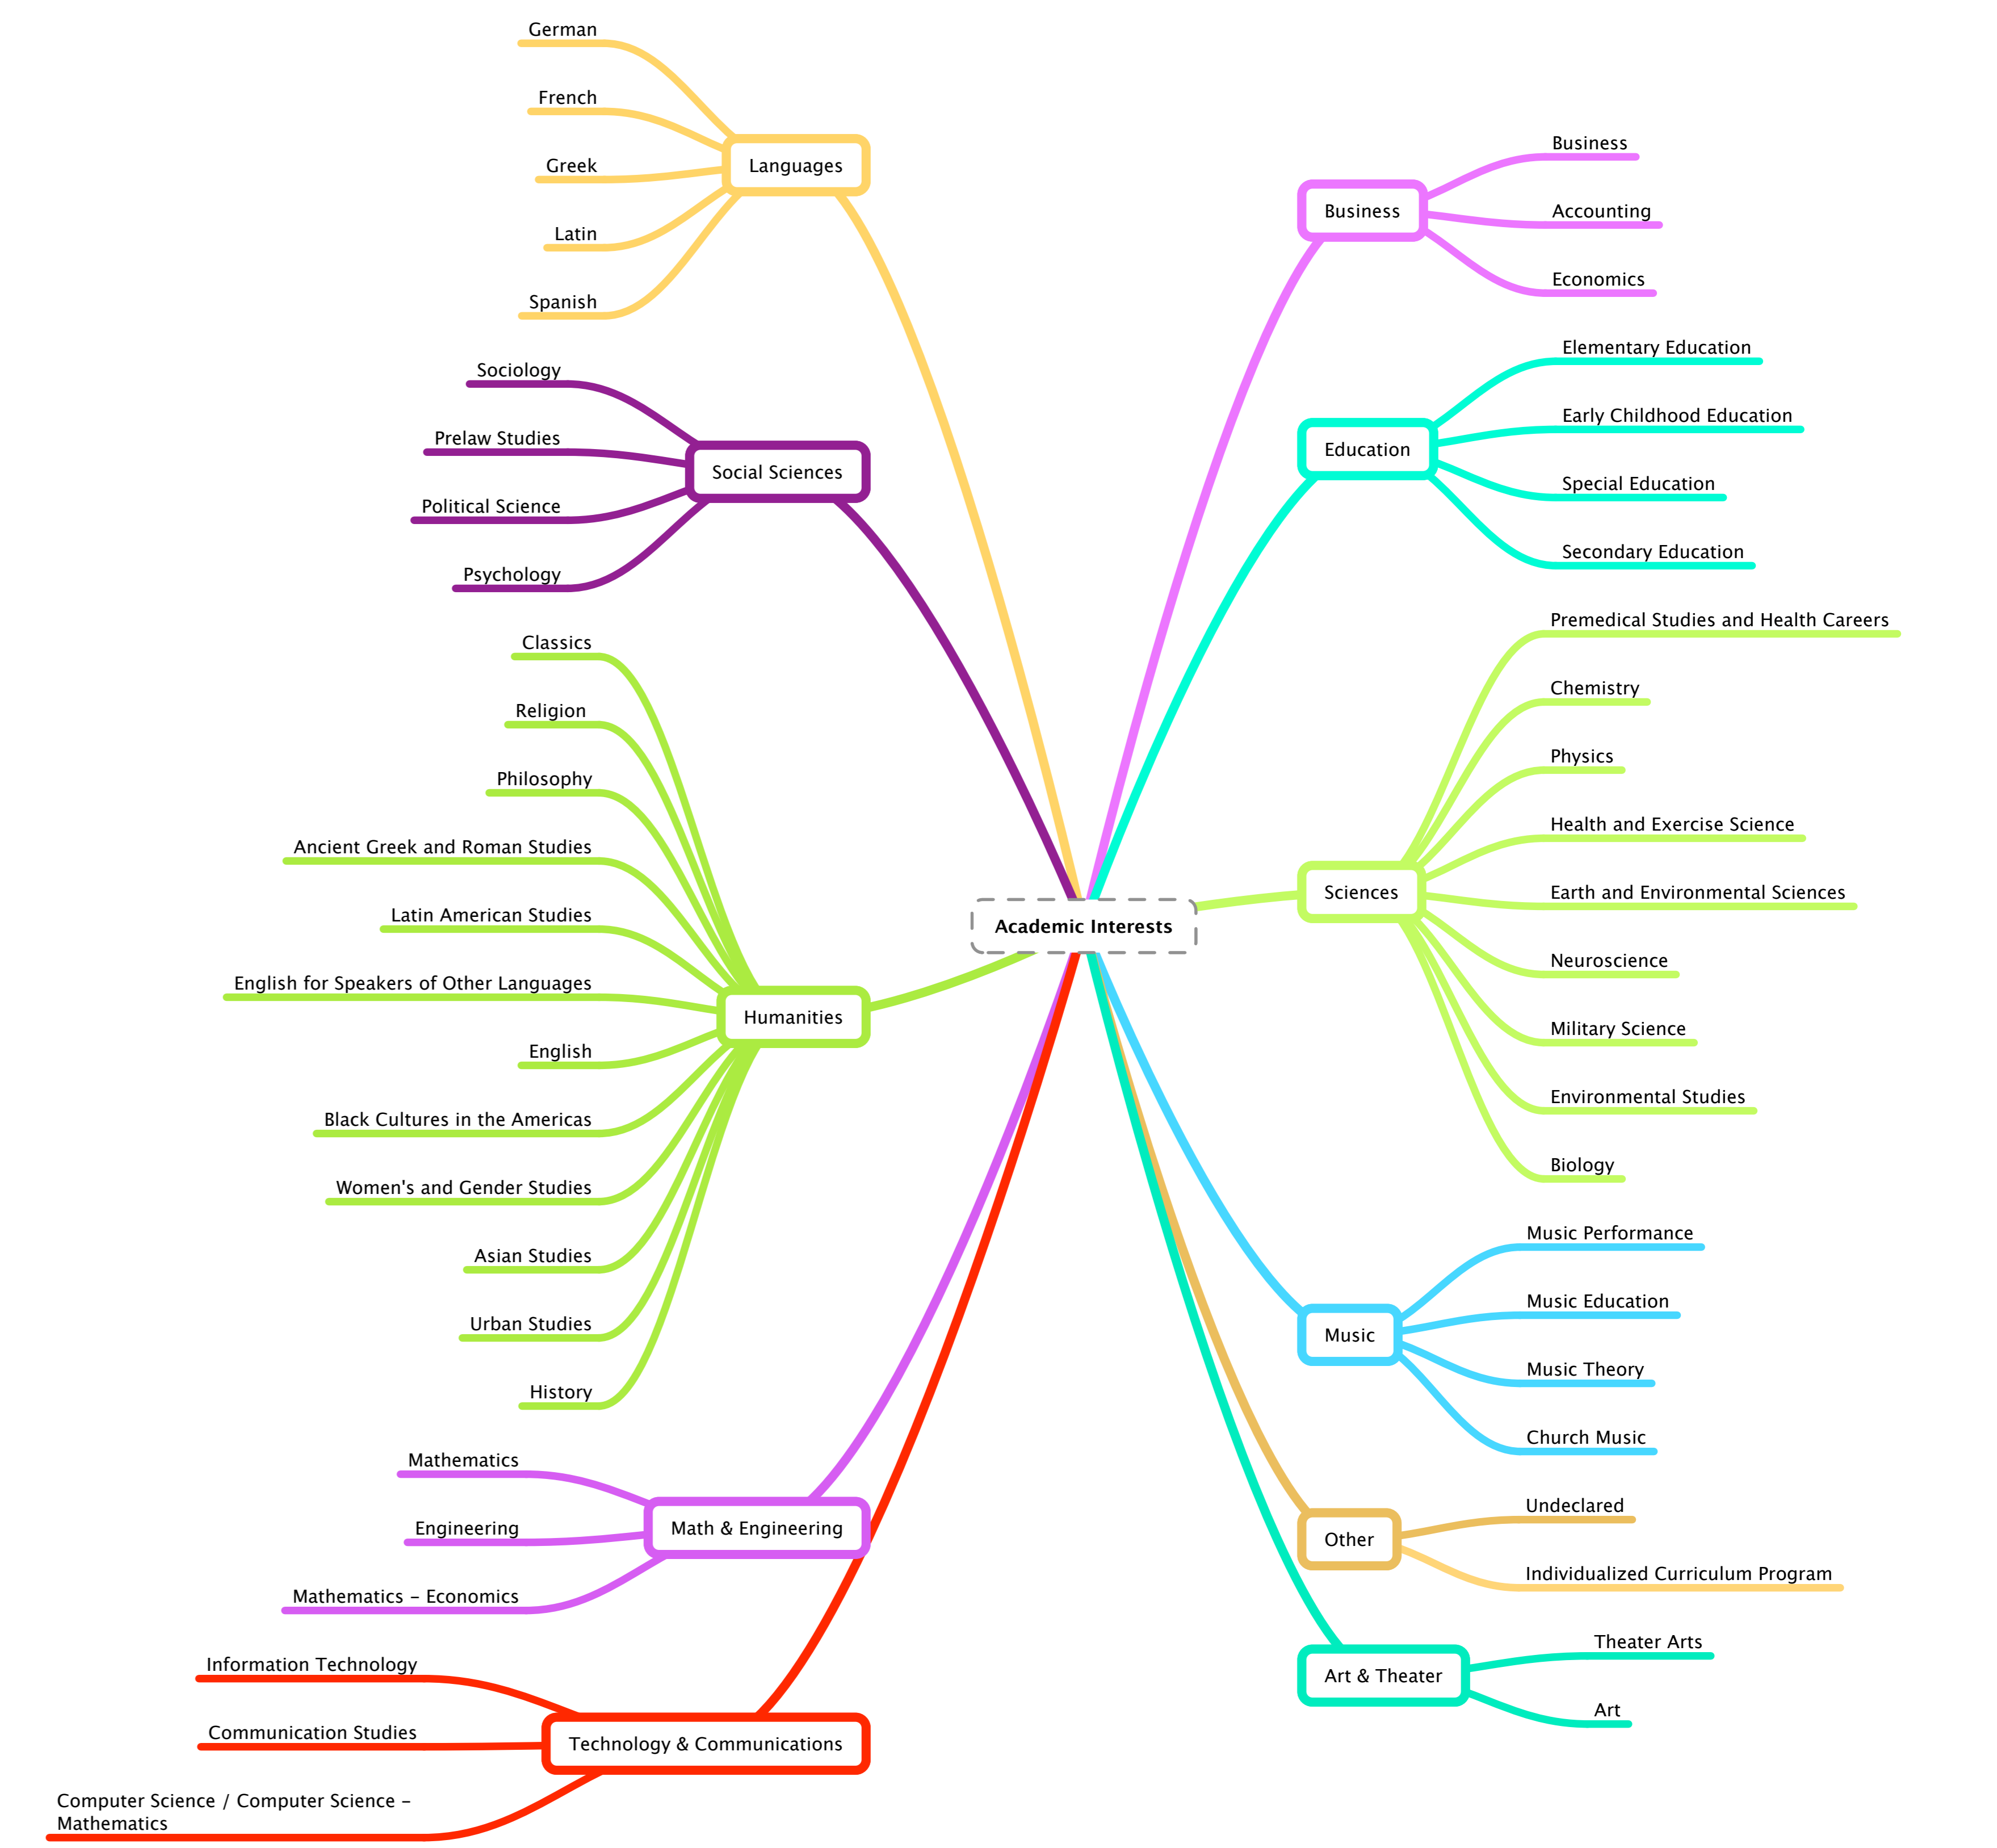 German
French
Languages
Greek
Latin
Spanish
Sociology
Prelaw Studies
Social Sciences
Political Science
Psychology
Classics
Religion
Philosophy
Ancient Greek and Roman Studies
Latin American Studies
English for Speakers of Other Languages
Humanities
English
Black Cultures in the Americas
Women's and Gender Studies
Asian Studies
Urban Studies
History
Mathematics
Math & Engineering
Engineering
Mathematics – Economics
Information Technology
Communication Studies
Technology & Communications
Computer Science / Computer Science –
Mathematics
Academic Interests
Business
Business
Accounting
Economics
Elementary Education
Early Childhood Education
Education
Special Education
Secondary Education
Premedical Studies and Health Careers
Chemistry
Physics
Health and Exercise Science
Sciences
Earth and Environmental Sciences
Neuroscience
Military Science
Environmental Studies
Biology
Music Performance
Music Education
Music
Music Theory
Church Music
Undeclared
Other
Individualized Curriculum Program
Theater Arts
Art & Theater
Art